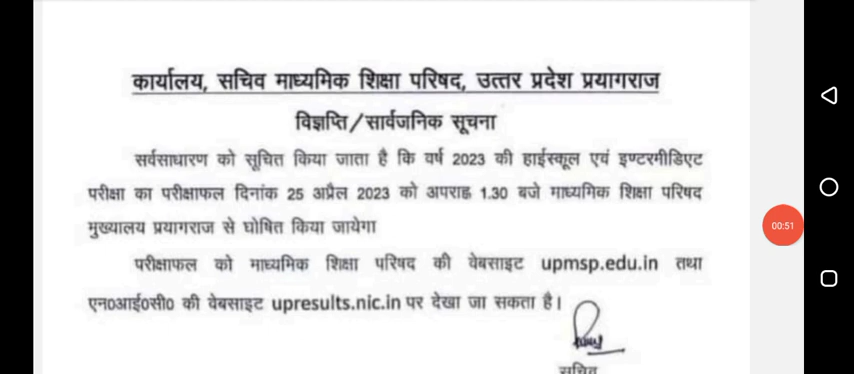 कार्यालय, सचिव माध्यमिक शिक्षा परिषद, उत्तर प्रदेश प्रयागराज
विज्ञप्ति/सार्वजनिक सूचना
सर्वसाधारण को सूचित किया जाता है कि वर्ष 2023 की हाईस्कूल एवं इण्टरमीडिएट
परीक्षा का परीक्षाफल दिनांक 25 अप्रैल 2023 को अपराह्न 1.30 बजे माध्यमिक शिक्षा परिषद
मुख्यालय प्रयागराज से घोषित किया जायेगा
परीक्षाफल को माध्यमिक शिक्षा परिषद की वेबसाइट upmsp.edu.in तथा
एन०आई०सी० की वेबसाइट upresults.nic.in पर देखा जा सकता है।
सचिव
00:51